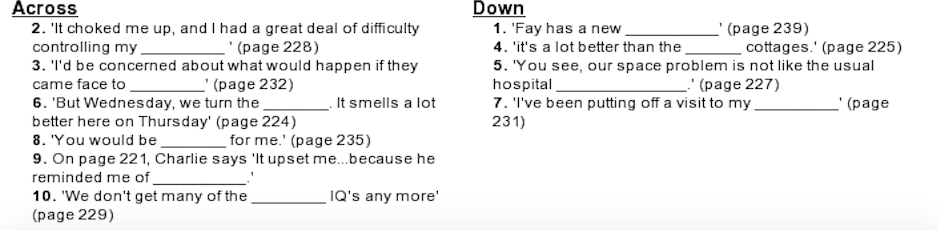 Across
2. 'It choked me up, and I had a great deal of difficulty
controlling my ___________ ' (page 228)
3. 'I'd be concerned about what would happen if they
came face to __________.' (page 232)
6. 'But Wednesday, we turn the _________. It smells a lot
better here on Thursday' (page 224)
8. 'You would be _________ for me.' (page 235)
9. On page 221, Charlie says 'It upset me...because he
reminded me of ____________.'
10. 'We don't get many of the __________ IQ's any more'
(page 229)
Down
1. 'Fay has a new ____________.' (page 239)
4. 'it's a lot better than the _______ cottages.' (page 225)
5. 'You see, our space problem is not like the usual
hospital _________________.' (page 227)
7. 'I've been putting off a visit to my ___________.' (page
231)